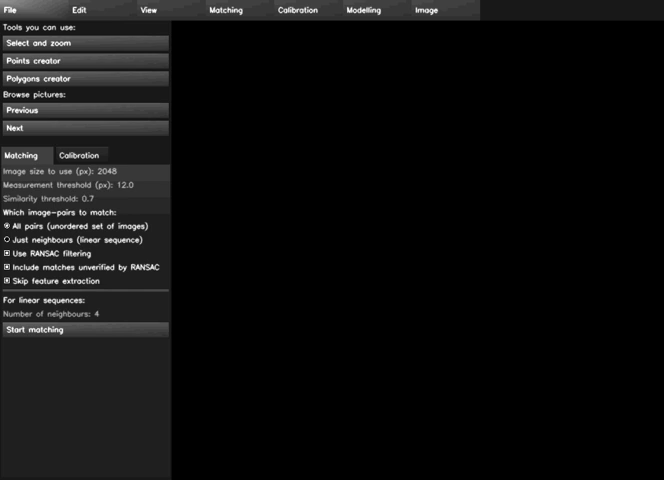 File Edit View Matching Calibration Modelling Image
Tools you can use:
Select and zoom
Points creator
Polygons creator
Browse pictures:
Previous
Next
Matching Calibration
Image size to use (px): 2048
Measurement threshold (px): 12.0
Similarity threshold: 0.7
Which image-pairs to match:
All pairs (unordered set of images)
Just neighbours (linear sequence)
Use RANSAC filtering
Include matches unverified by RANSAC
Skip feature extraction
For linear sequences:
Number of neighbours: 4
Start matching